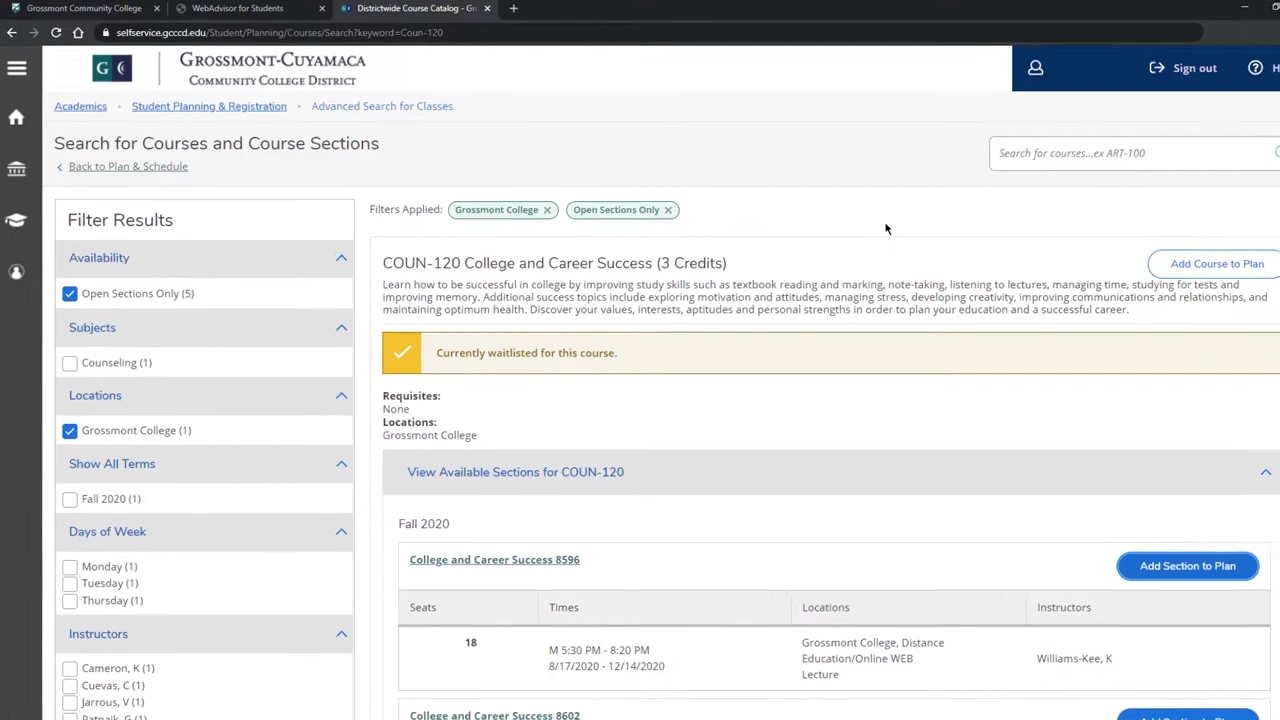 Grossmont Community College
WebAdvisor for Students
Districtwide Course Catalog - Gr
selfservice.gcccd.edu/Student/Planning/Courses/Search?keyword=Coun-120
G C
GROSSMONT-CUYAMACA
COMMUNITY COLLEGE DISTRICT
Sign out
H
Academics
Student Planning & Registration
Advanced Search for Classes
Search for Courses and Course Sections
Back to Plan & Schedule
Search for courses...ex ART-100
Filter Results
Availability
Open Sections Only (5)
Subjects
Counseling (1)
Locations
Grossmont College (1)
Show All Terms
Fall 2020 (1)
Days of Week
Monday (1)
Tuesday (1)
Thursday (1)
Instructors
Cameron, K (1)
Cuevas, C (1)
Jarrous, V (1)
Patnaik, G (1)
Filters Applied:
Grossmont College
Open Sections Only
COUN-120 College and Career Success (3 Credits)
Add Course to Plan
Learn how to be successful in college by improving study skills such as textbook reading and marking, note-taking, listening to lectures, managing time, studying for tests and
improving memory. Additional success topics include exploring motivation and attitudes, managing stress, developing creativity, improving communications and relationships, and
maintaining optimum health. Discover your values, interests, aptitudes and personal strengths in order to plan your education and a successful career.
Currently waitlisted for this course.
Requisites:
None
Locations:
Grossmont College
View Available Sections for COUN-120
Fall 2020
College and Career Success 8596
Add Section to Plan
Seats
Times
Locations
Instructors
18
M 5:30 PM - 8:20 PM
8/17/2020 - 12/14/2020
Grossmont College, Distance
Education/Online WEB
Lecture
Williams-Kee, K
College and Career Success 8602
Add Section to Plan